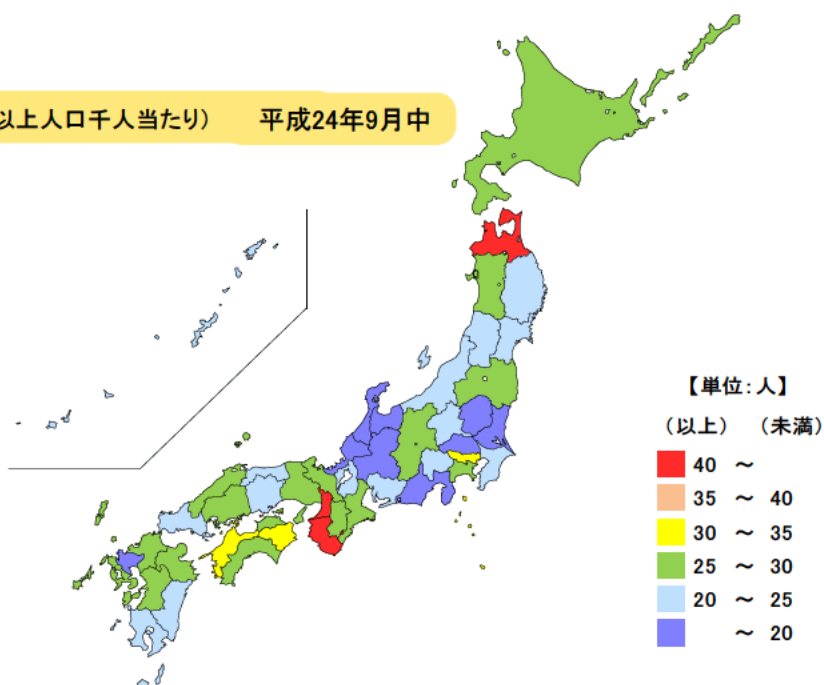 以上人口千人当たり） 平成24年9月中
【単位：人】
（以上） （未満）
40 ～
35 ～ 40
30 ～ 35
25 ～ 30
20 ～ 25
～ 20